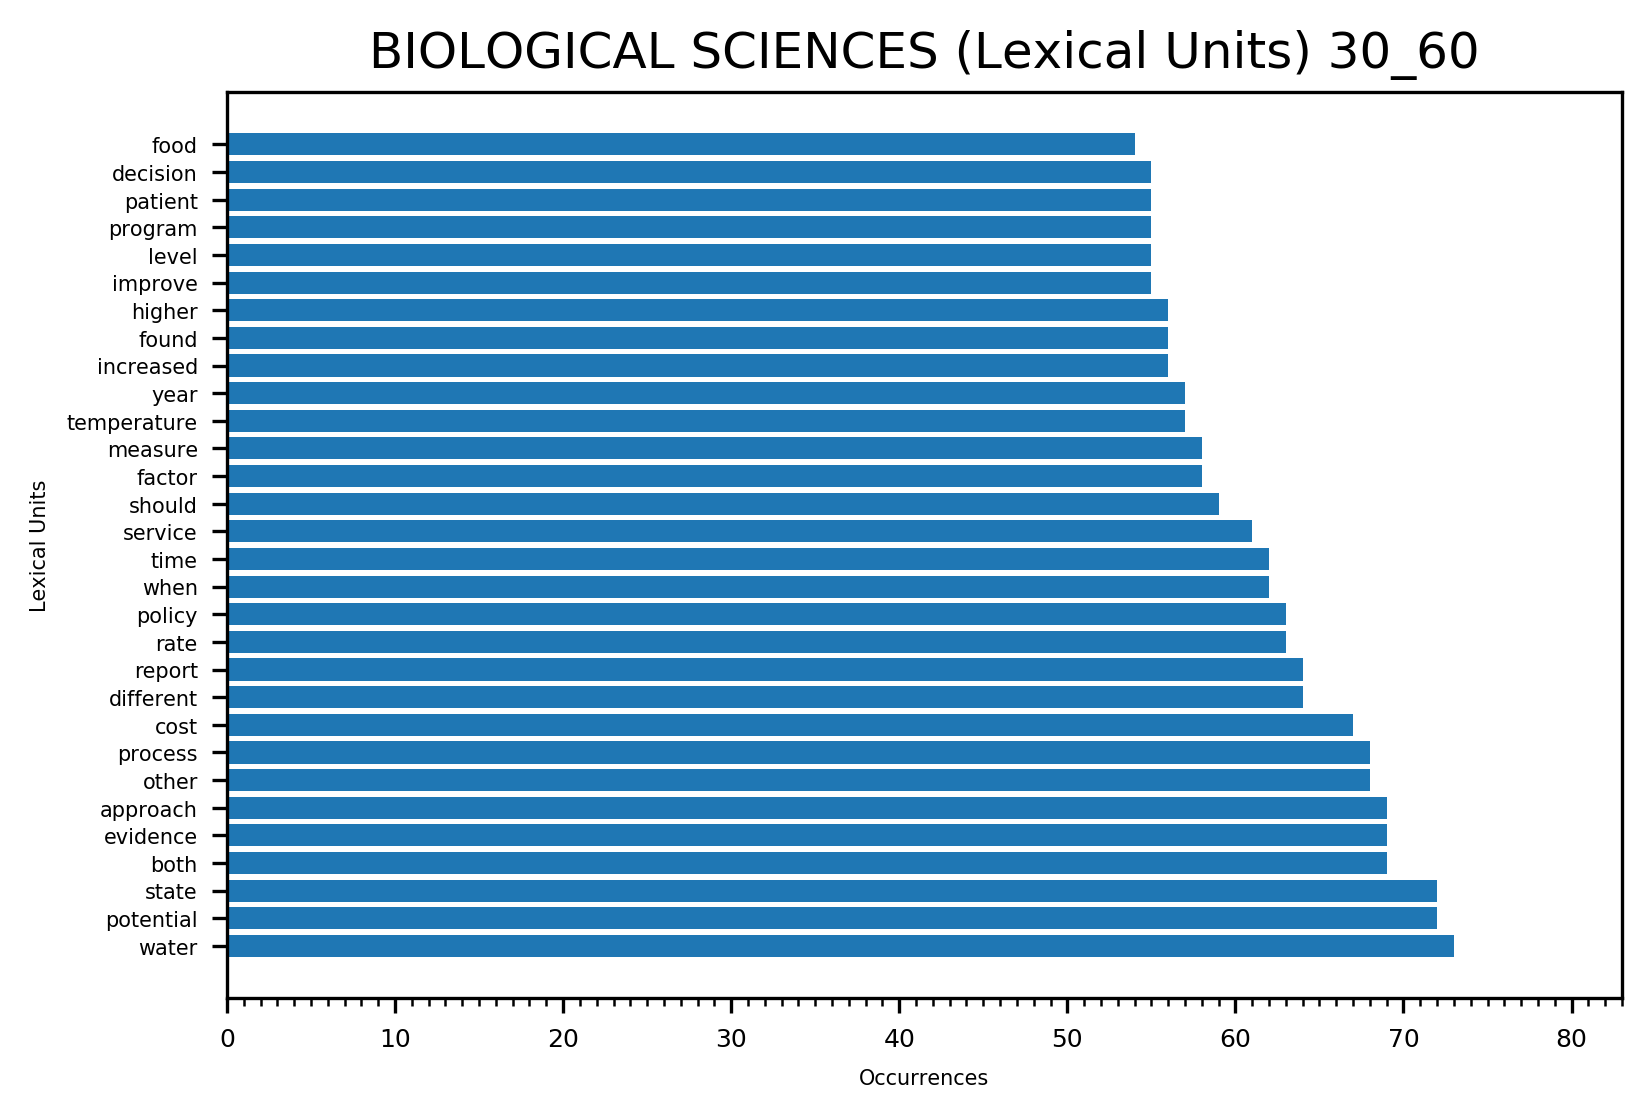 BIOLOGICAL SCIENCES (Lexical Units) 30_60
food
decision
patient
program
level
improve
higher
found
increased
year
temperature
measure
factor
should
service
time
when
policy
rate
report
different
cost
process
other
approach
evidence
both
state
potential
water
Lexical Units
0 10 20 30 40 50 60 70 80
Occurrences